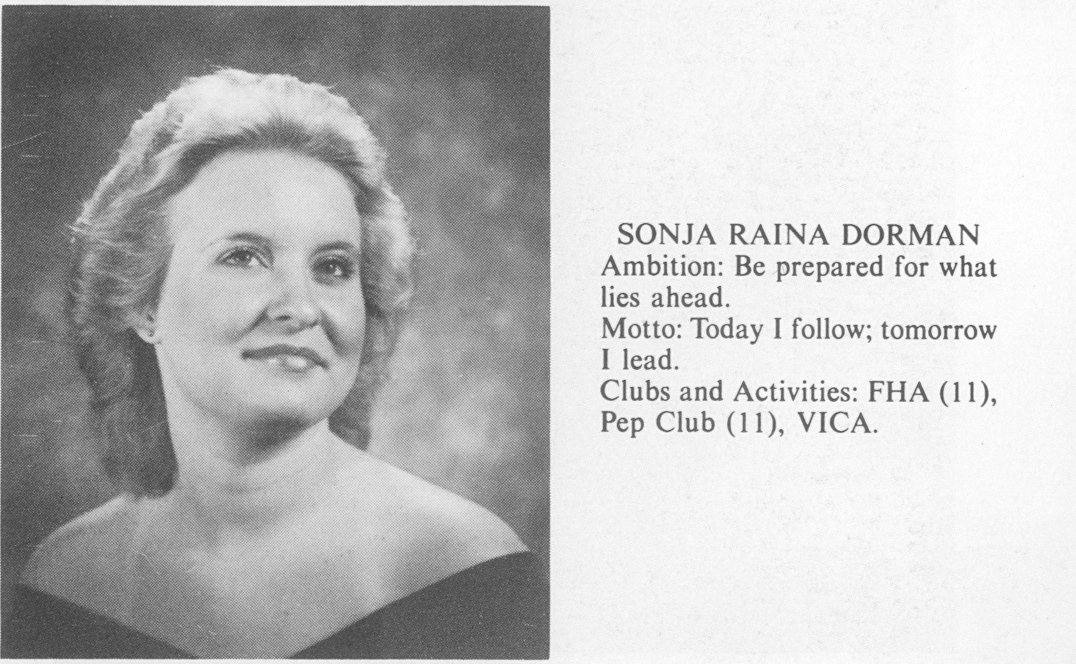 SONJA RAINA DORMAN
Ambition: Be prepared for what
lies ahead.
Motto: Today I follow; tomorrow
I lead.
Clubs and Activities: FHA (11),
Pep Club (11), VICA.